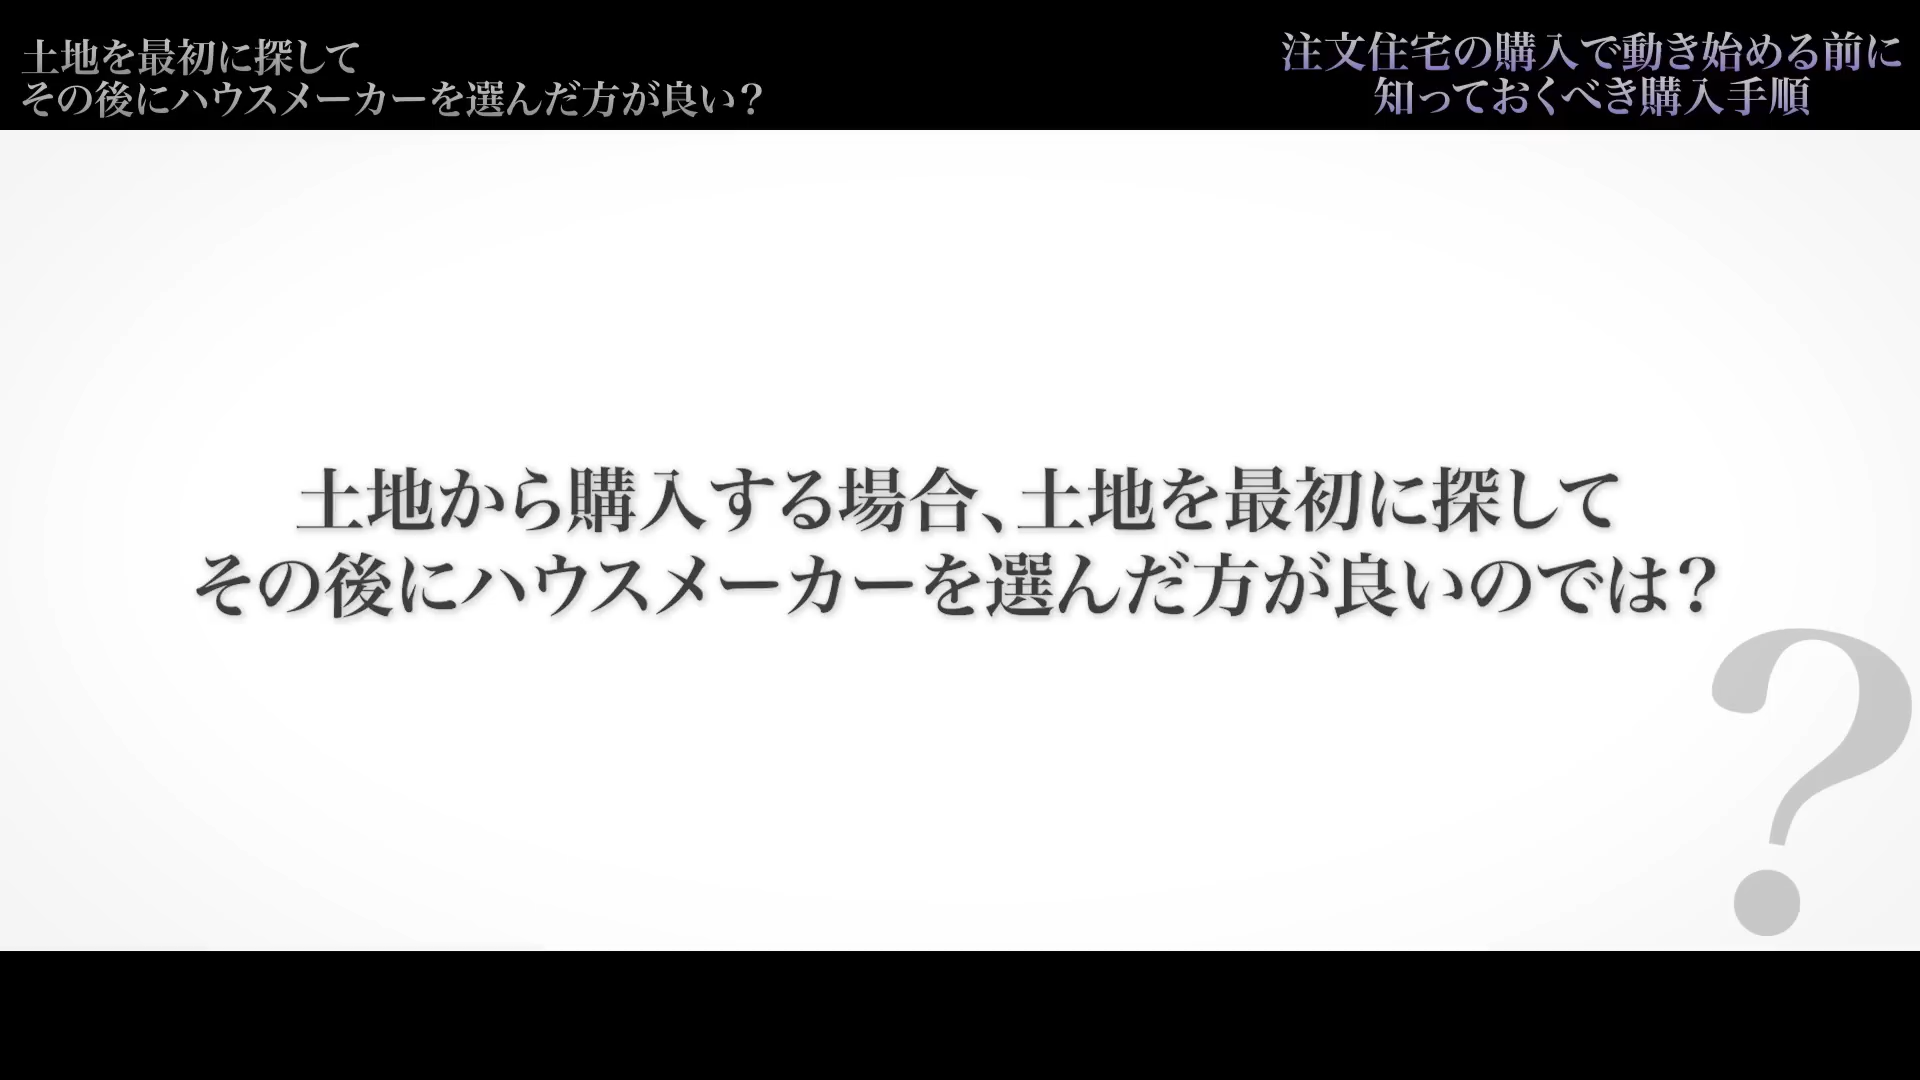 土地を最初に探して
その後にハウスメーカーを選んだ方が良い?
注文住宅の購入で動き始める前に
知っておくべき購入手順
土地から購入する場合、土地を最初に探して
その後にハウスメーカーを選んだ方が良いのでは?
?